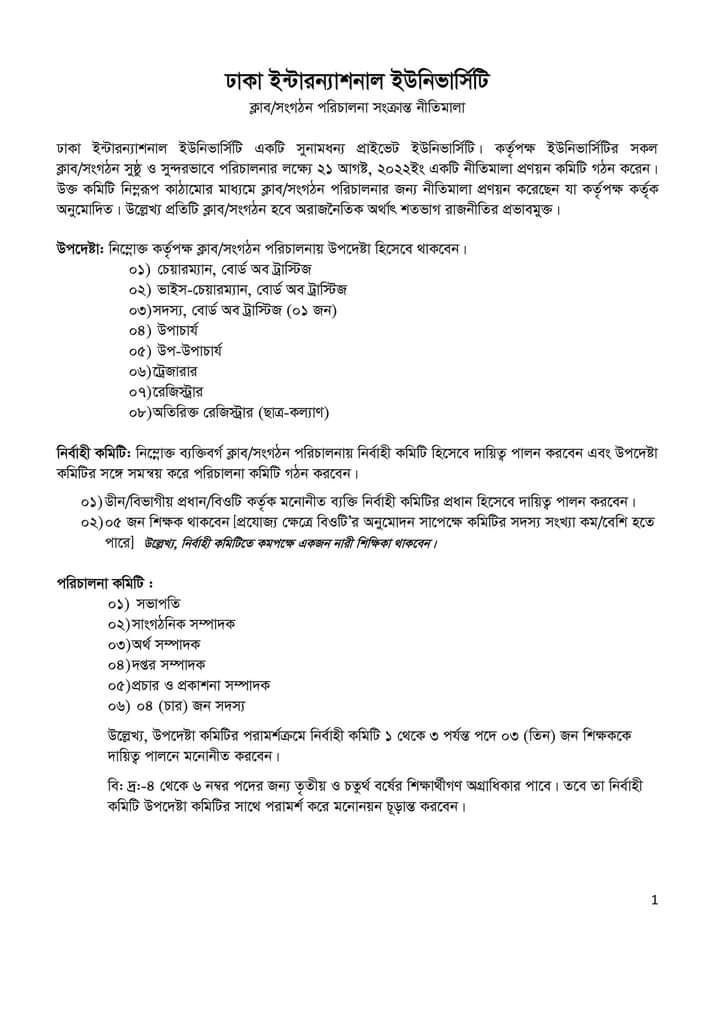 ঢাকা ইন্টারন্যাশনাল ইউনিভার্সিটি
ক্লাব/সংগঠন পরিচালনা সংক্রান্ত নীতিমালা
ঢাকা ইন্টারন্যাশনাল ইউনিভার্সিটি একটি সুনামধন্য প্রাইভেট ইউনিভার্সিটি। কর্তৃপক্ষ ইউনিভার্সিটির সকল
ক্লাব/সংগঠন সুষ্ঠু ও সুন্দরভাবে পরিচালনার লক্ষ্যে ২১ আগষ্ট, ২০২২ইং একটি নীতিমালা প্রণয়ন কমিটি গঠন করেন।
উক্ত কমিটি নিম্নরূপ কাঠামোর মাধ্যমে ক্লাব/সংগঠন পরিচালনার জন্য নীতিমালা প্রণয়ন করেছেন যা কর্তৃপক্ষ কর্তৃক
অনুমোদিত। উল্লেখ্য প্রতিটি ক্লাব/সংগঠন হবে অরাজনৈতিক অর্থাৎ শতভাগ রাজনীতির প্রভাবমুক্ত।
উপদেষ্টা: নিম্নোক্ত কর্তৃপক্ষ ক্লাব/সংগঠন পরিচালনায় উপদেষ্টা হিসেবে থাকবেন।
০১) চেয়ারম্যান, বোর্ড অব ট্রাস্টিজ
০২) ভাইস-চেয়ারম্যান, বোর্ড অব ট্রাস্টিজ
০৩)সদস্য, বোর্ড অব ট্রাস্টিজ (০১ জন)
০৪) উপাচার্য
০৫) উপ-উপাচার্য
০৬)ট্রেজারার
০৭)রেজিস্ট্রার
০৮)অতিরিক্ত রেজিস্ট্রার (ছাত্র-কল্যাণ)
নির্বাহী কমিটি: নিম্নোক্ত ব্যক্তিবর্গ ক্লাব/সংগঠন পরিচালনায় নির্বাহী কমিটি হিসেবে দায়িত্ব পালন করবেন এবং উপদেষ্টা
কমিটির সঙ্গে সমন্বয় করে পরিচালনা কমিটি গঠন করবেন।
০১)ডীন/বিভাগীয় প্রধান/বিওটি কর্তৃক মনোনীত ব্যক্তি নির্বাহী কমিটির প্রধান হিসেবে দায়িত্ব পালন করবেন।
০২)০৫ জন শিক্ষক থাকবেন [প্রযোজ্য ক্ষেত্রে বিওটি'র অনুমোদন সাপেক্ষে কমিটির সদস্য সংখ্যা কম/বেশি হতে
পারে] উল্লেখ্য, নির্বাহী কমিটিতে কমপক্ষে একজন নারী শিক্ষিকা থাকবেন।
পরিচালনা কমিটি :
০১) সভাপতি
০২)সাংগঠনিক সম্পাদক
০৩)অর্থ সম্পাদক
০৪)দপ্তর সম্পাদক
০৫)প্রচার ও প্রকাশনা সম্পাদক
০৬) ০৪ (চার) জন সদস্য
উল্লেখ্য, উপদেষ্টা কমিটির পরামর্শক্রমে নির্বাহী কমিটি ১ থেকে ৩ পর্যন্ত পদে ০৩ (তিন) জন শিক্ষককে
দায়িত্ব পালনে মনোনীত করবেন।
বি: দ্র:-৪ থেকে ৬ নম্বর পদের জন্য তৃতীয় ও চতুর্থ বর্ষের শিক্ষার্থীগণ অগ্রাধিকার পাবে। তবে তা নির্বাহী
কমিটি উপদেষ্টা কমিটির সাথে পরামর্শ করে মনোনয়ন চূড়ান্ত করবেন।
1